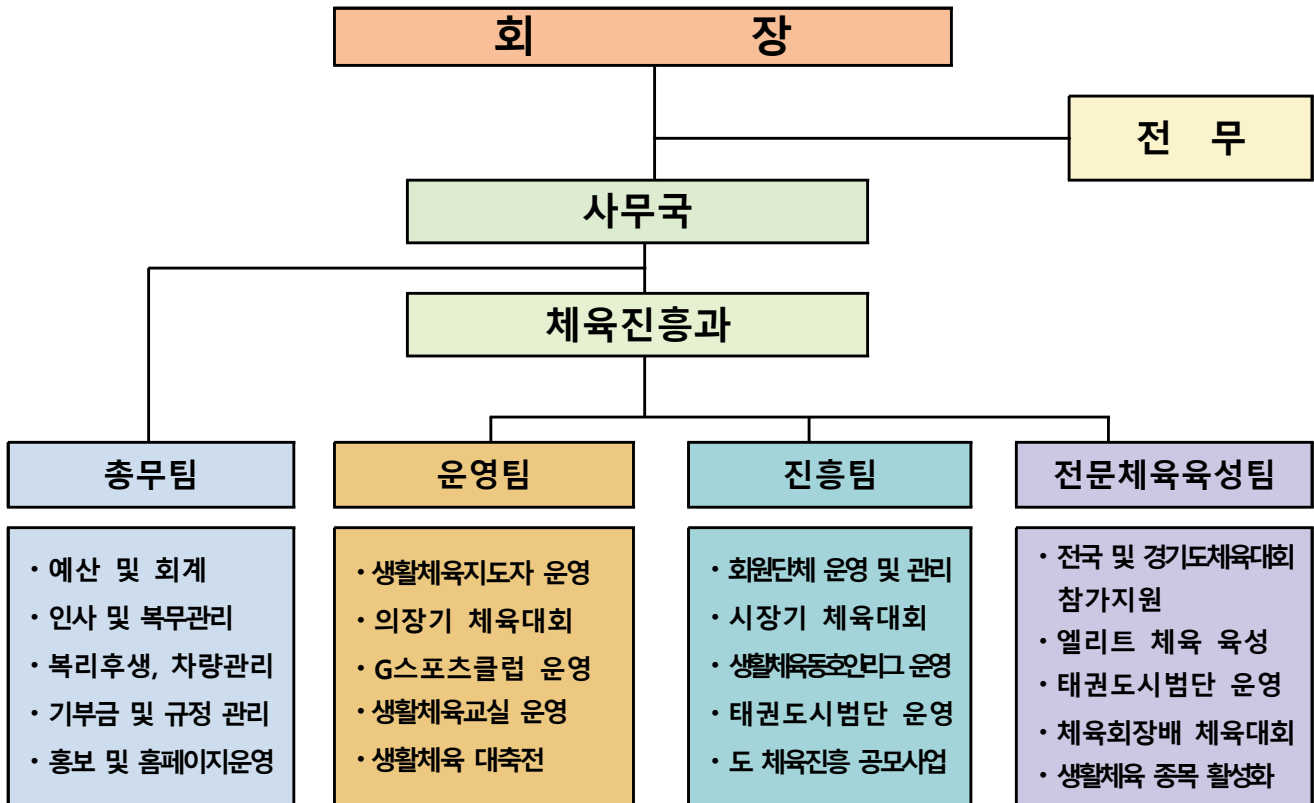 회 장
전 무
사무국
체육진흥과
총무팀
· 예산 및 회계
· 인사 및 복무관리
· 복리후생, 차량관리
· 기부금 및 규정 관리
· 홍보 및 홈페이지운영
운영팀
· 생활체육지도자 운영
· 의장기 체육대회
· G스포츠클럽 운영
· 생활체육교실 운영
· 생활체육 대축전
진흥팀
· 회원단체 운영 및 관리
· 시장기 체육대회
· 생활체육동호인리그 운영
· 태권도시범단 운영
· 도 체육진흥 공모사업
전문체육육성팀
· 전국 및 경기도체육대회
참가지원
· 엘리트 체육 육성
· 태권도시범단 운영
· 체육회장배 체육대회
· 생활체육 종목 활성화